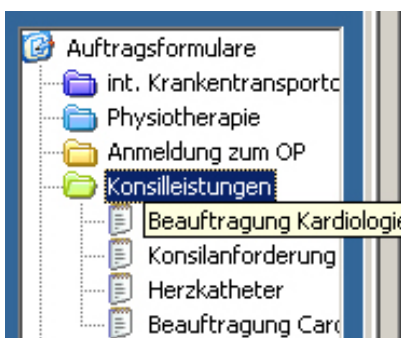 Auftragsformulare
int. Krankentransport
Physiotherapie
Anmeldung zum OP
Konsilleistungen
Beauftragung Kardiologie
Konsilanforderung
Herzkatheter
Beauftragung Card